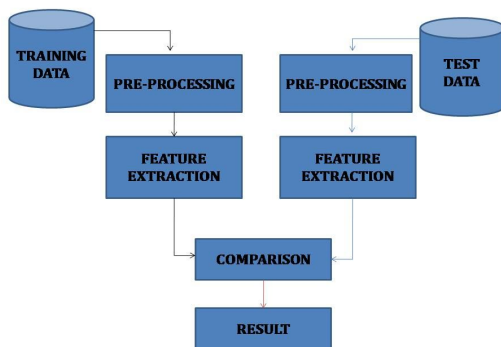 TRAINING
DATA
PRE-PROCESSING
FEATURE
EXTRACTION
TEST
DATA
PRE-PROCESSING
FEATURE
EXTRACTION
COMPARISON
RESULT